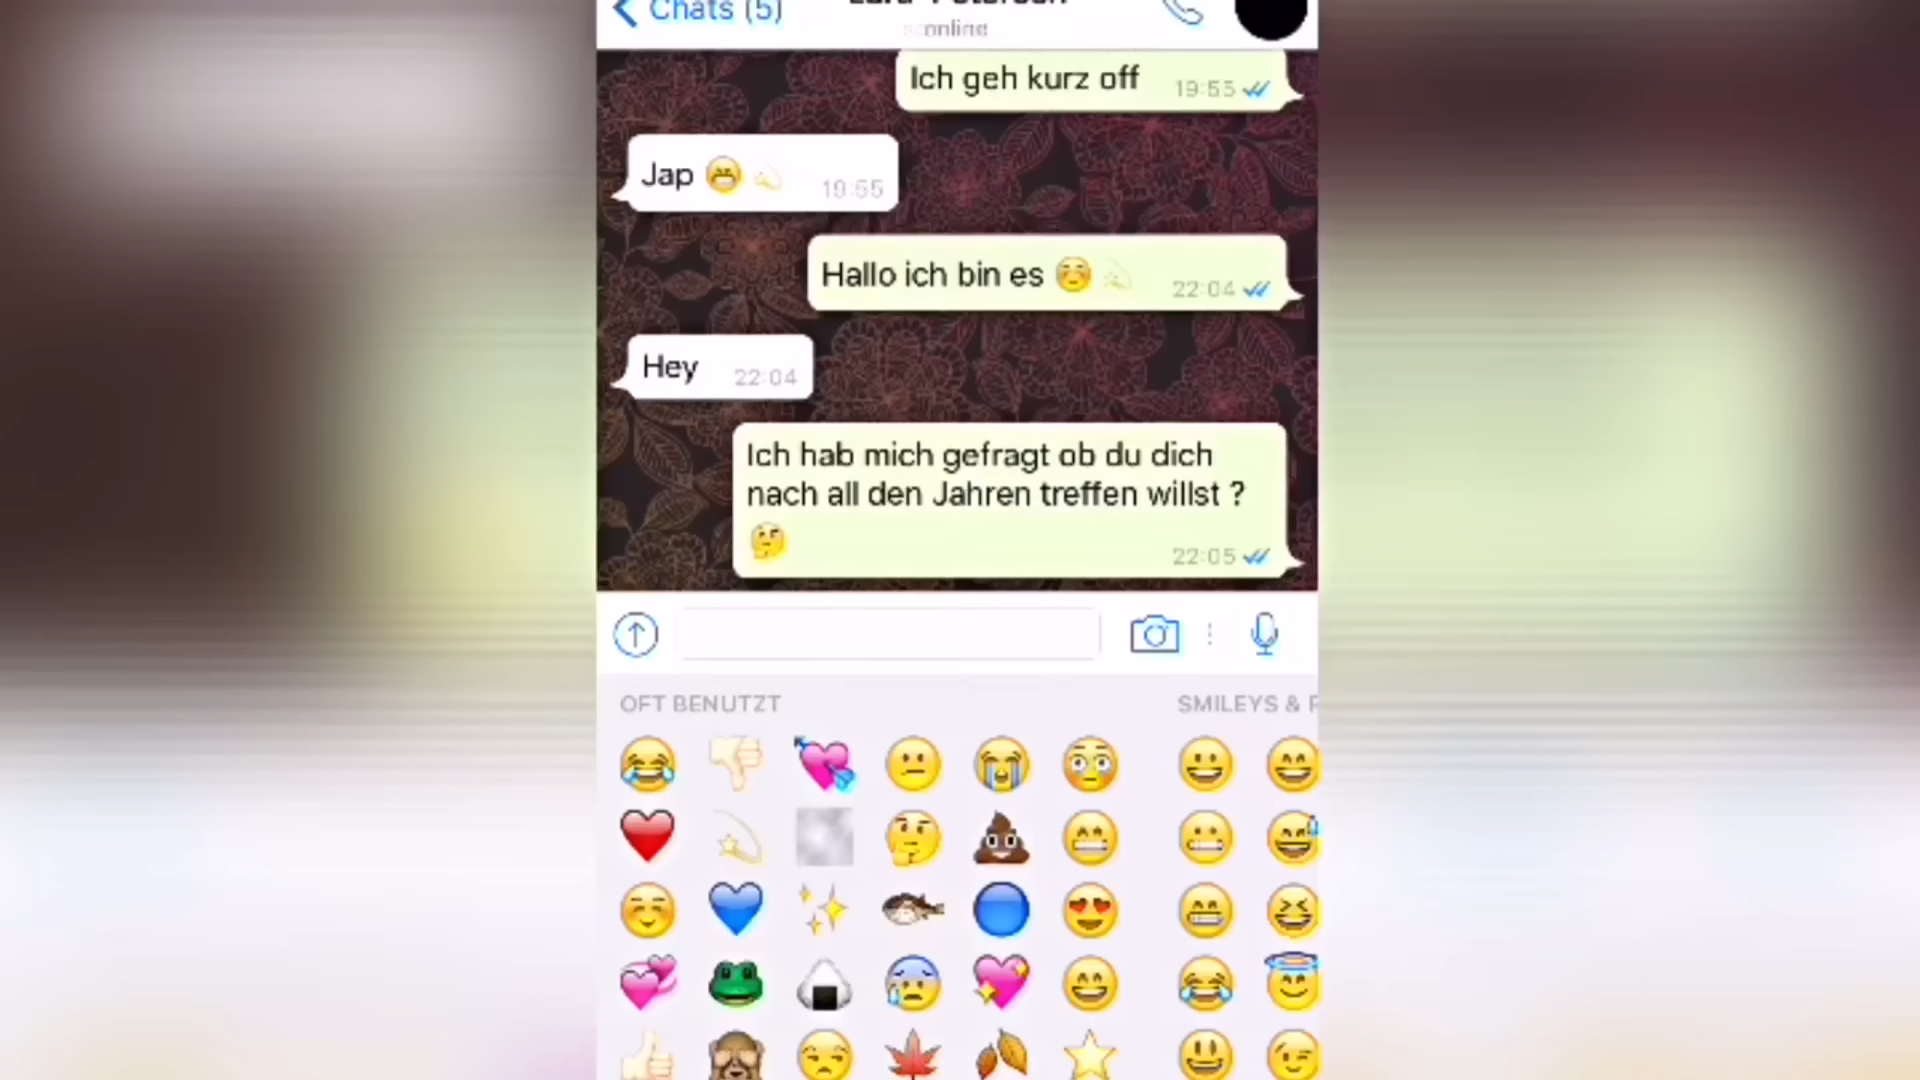 Chats (5)
online
Ich geh kurz off
19:55
Jap
19:55
Hallo ich bin es
22:04
Hey
22:04
Ich hab mich gefragt ob du dich
nach all den Jahren treffen willst ?
22:05
OFT BENUTZT
SMILEYS &